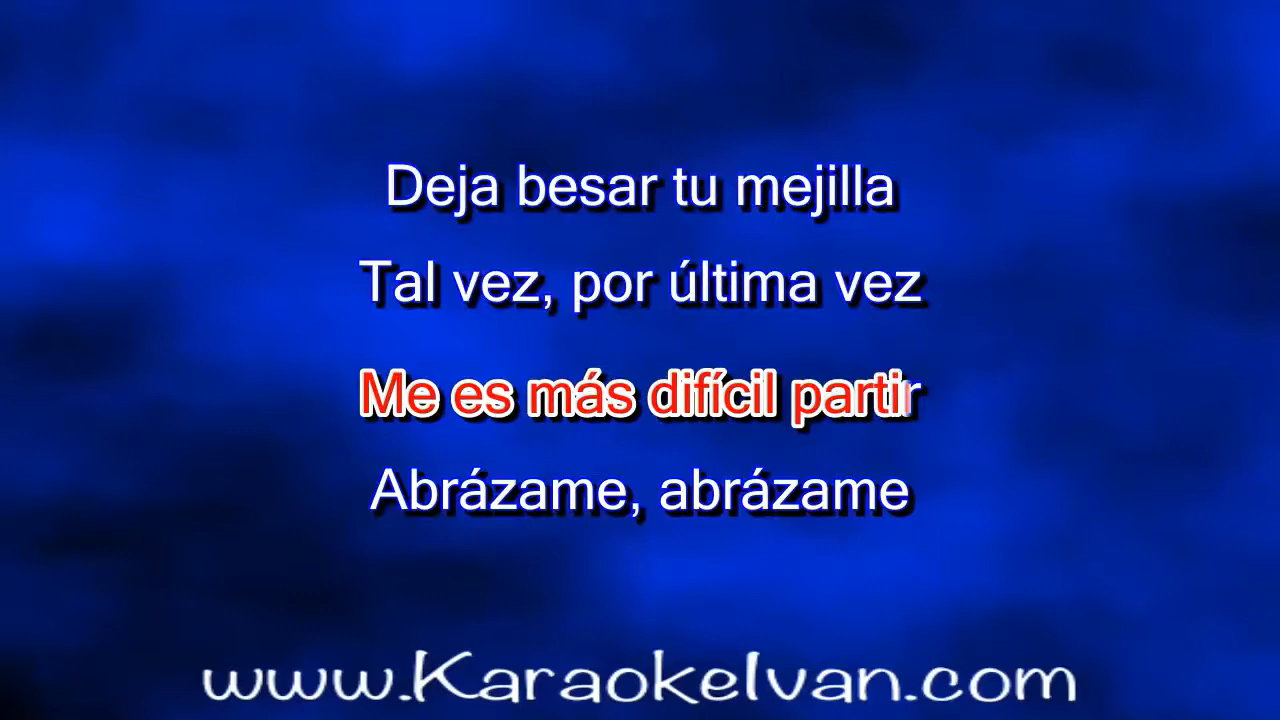 Deja besar tu mejilla
Tal vez, por última vez
Me es más difícil partir
Abrázame, abrázame
www.KaraokeIvan.com